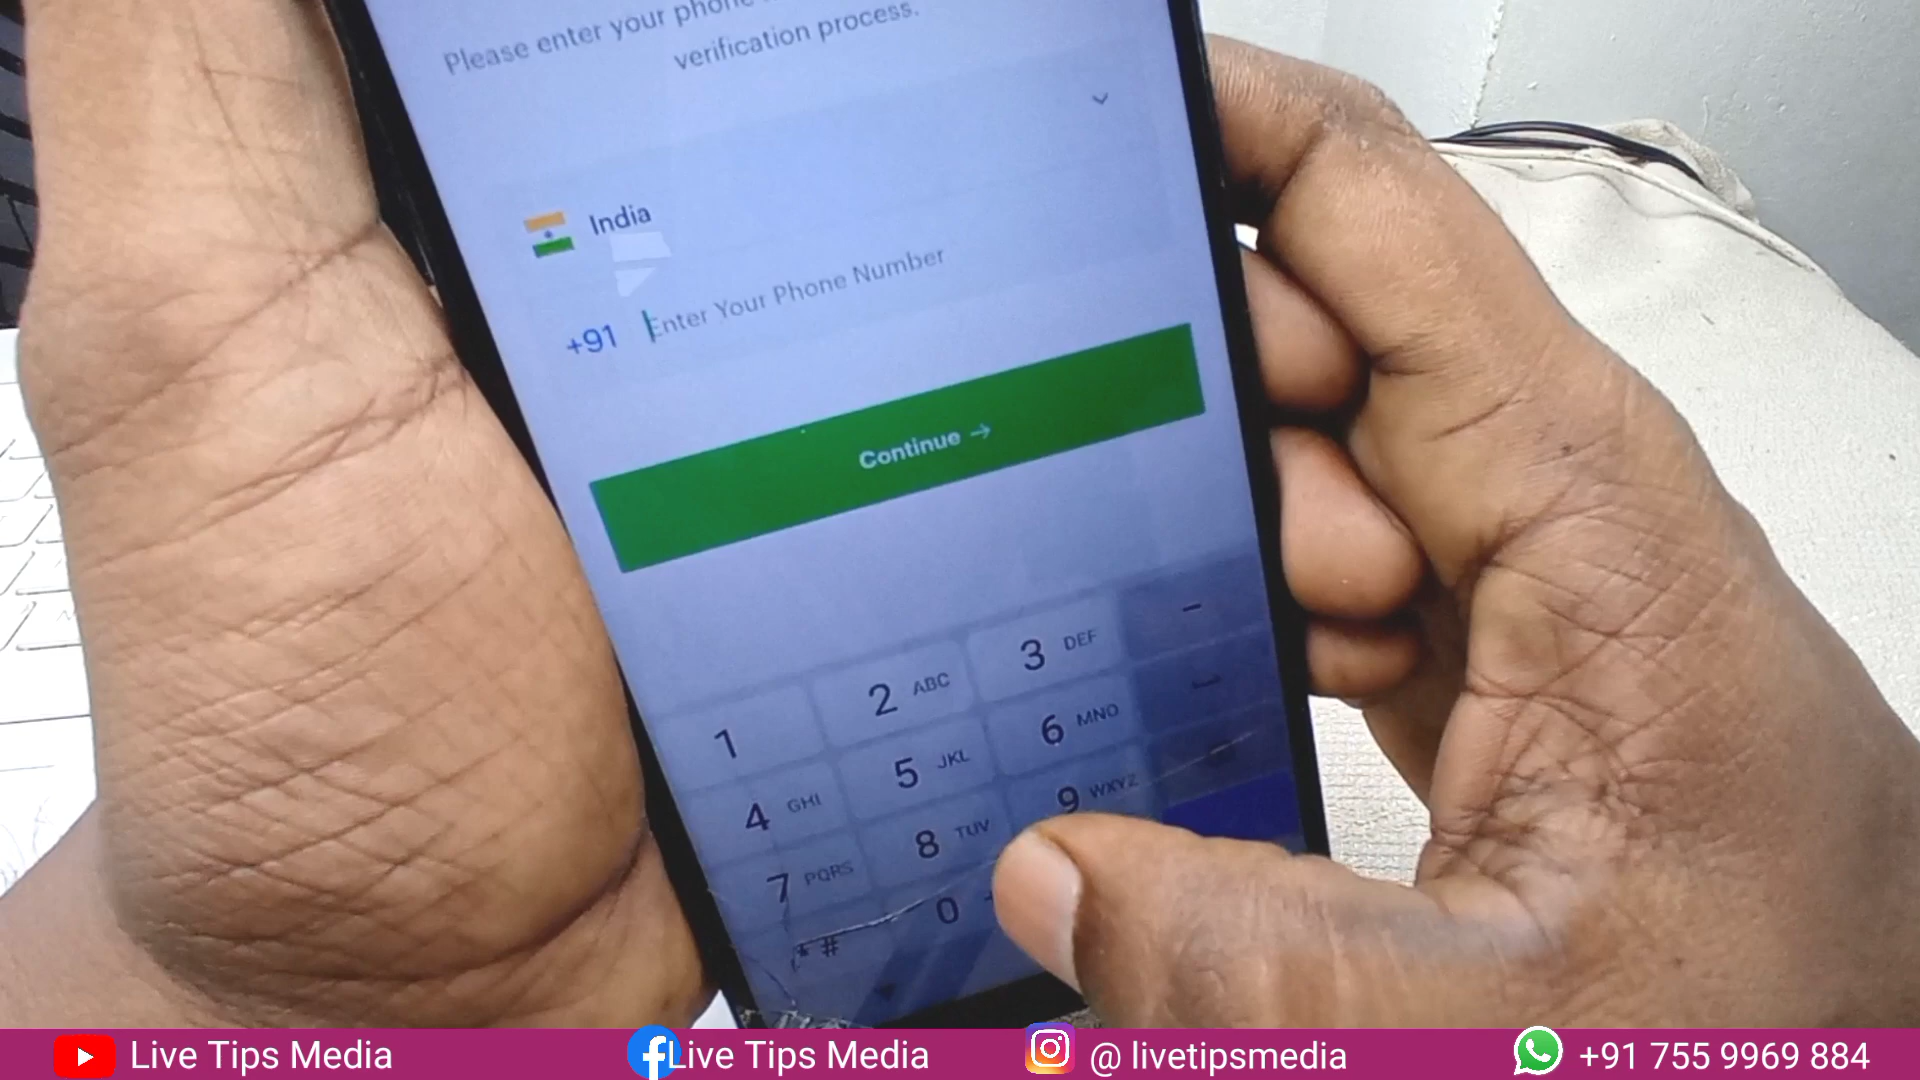 Please enter your phone
verification process.
India
+91 Enter Your Phone Number
Continue →
1 2 ABC 3 DEF -
4 GHI 5 JKL 6 MNO
7 PQRS 8 TUV 9 WXYZ
* # 0 +
Live Tips Media Live Tips Media @ livetipsmedia +91 755 9969 884